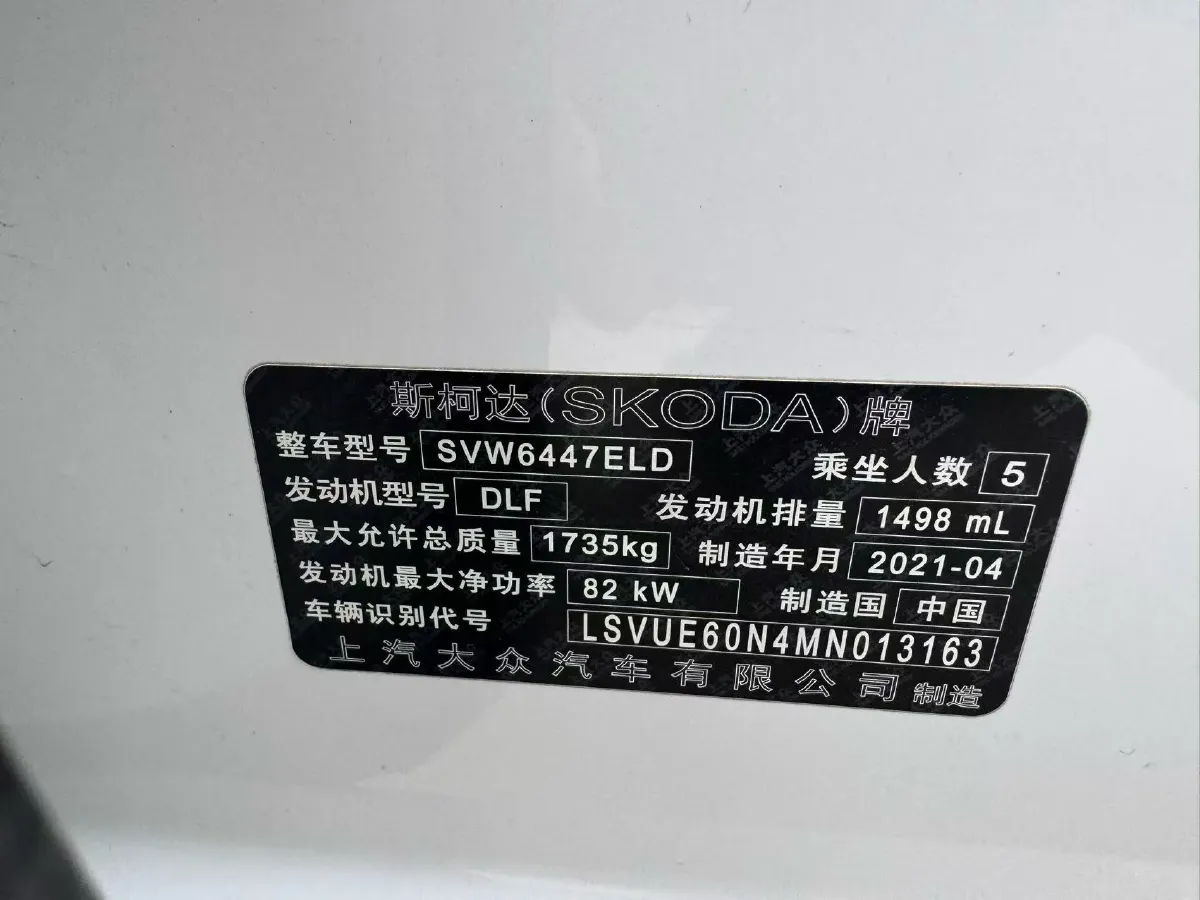 斯柯达(SKODA)牌
整车型号 SVW6447ELD 乘坐人数 5
发动机型号 DLF 发动机排量 1498 mL
最大允许总质量 1735kg 制造年月 2021-04
发动机最大净功率 82 kW 制造国 中国
车辆识别代号 LSVUE60N4MN013163
上汽大众汽车有限公司 制造